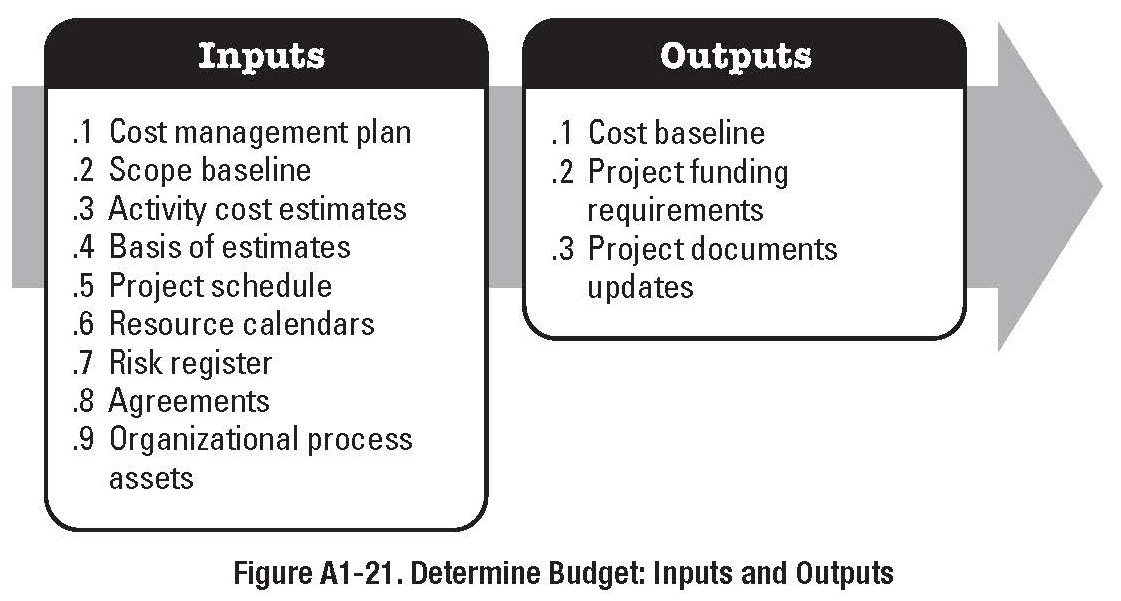 Inputs
.1 Cost management plan
.2 Scope baseline
.3 Activity cost estimates
.4 Basis of estimates
.5 Project schedule
.6 Resource calendars
.7 Risk register
.8 Agreements
.9 Organizational process
assets
Outputs
.1 Cost baseline
.2 Project funding
requirements
.3 Project documents
updates
Figure A1-21. Determine Budget: Inputs and Outputs